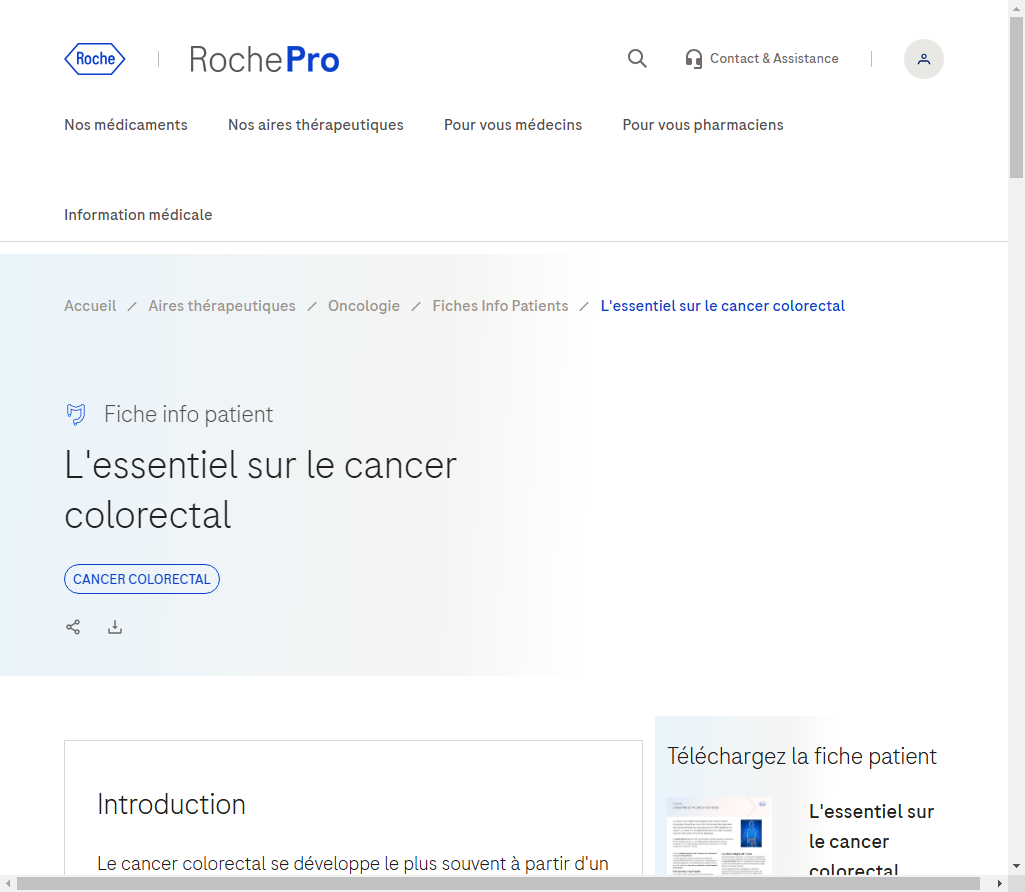 Roche
RochePro
Contact & Assistance
Nos médicaments
Nos aires thérapeutiques
Pour vous médecins
Pour vous pharmaciens
Information médicale
Accueil / Aires thérapeutiques / Oncologie / Fiches Info Patients / L'essentiel sur le cancer colorectal
Fiche info patient
L'essentiel sur le cancer
colorectal
CANCER COLORECTAL
Introduction
Le cancer colorectal se développe le plus souvent à partir d'un
Téléchargez la fiche patient
L'essentiel sur
le cancer
colorectal